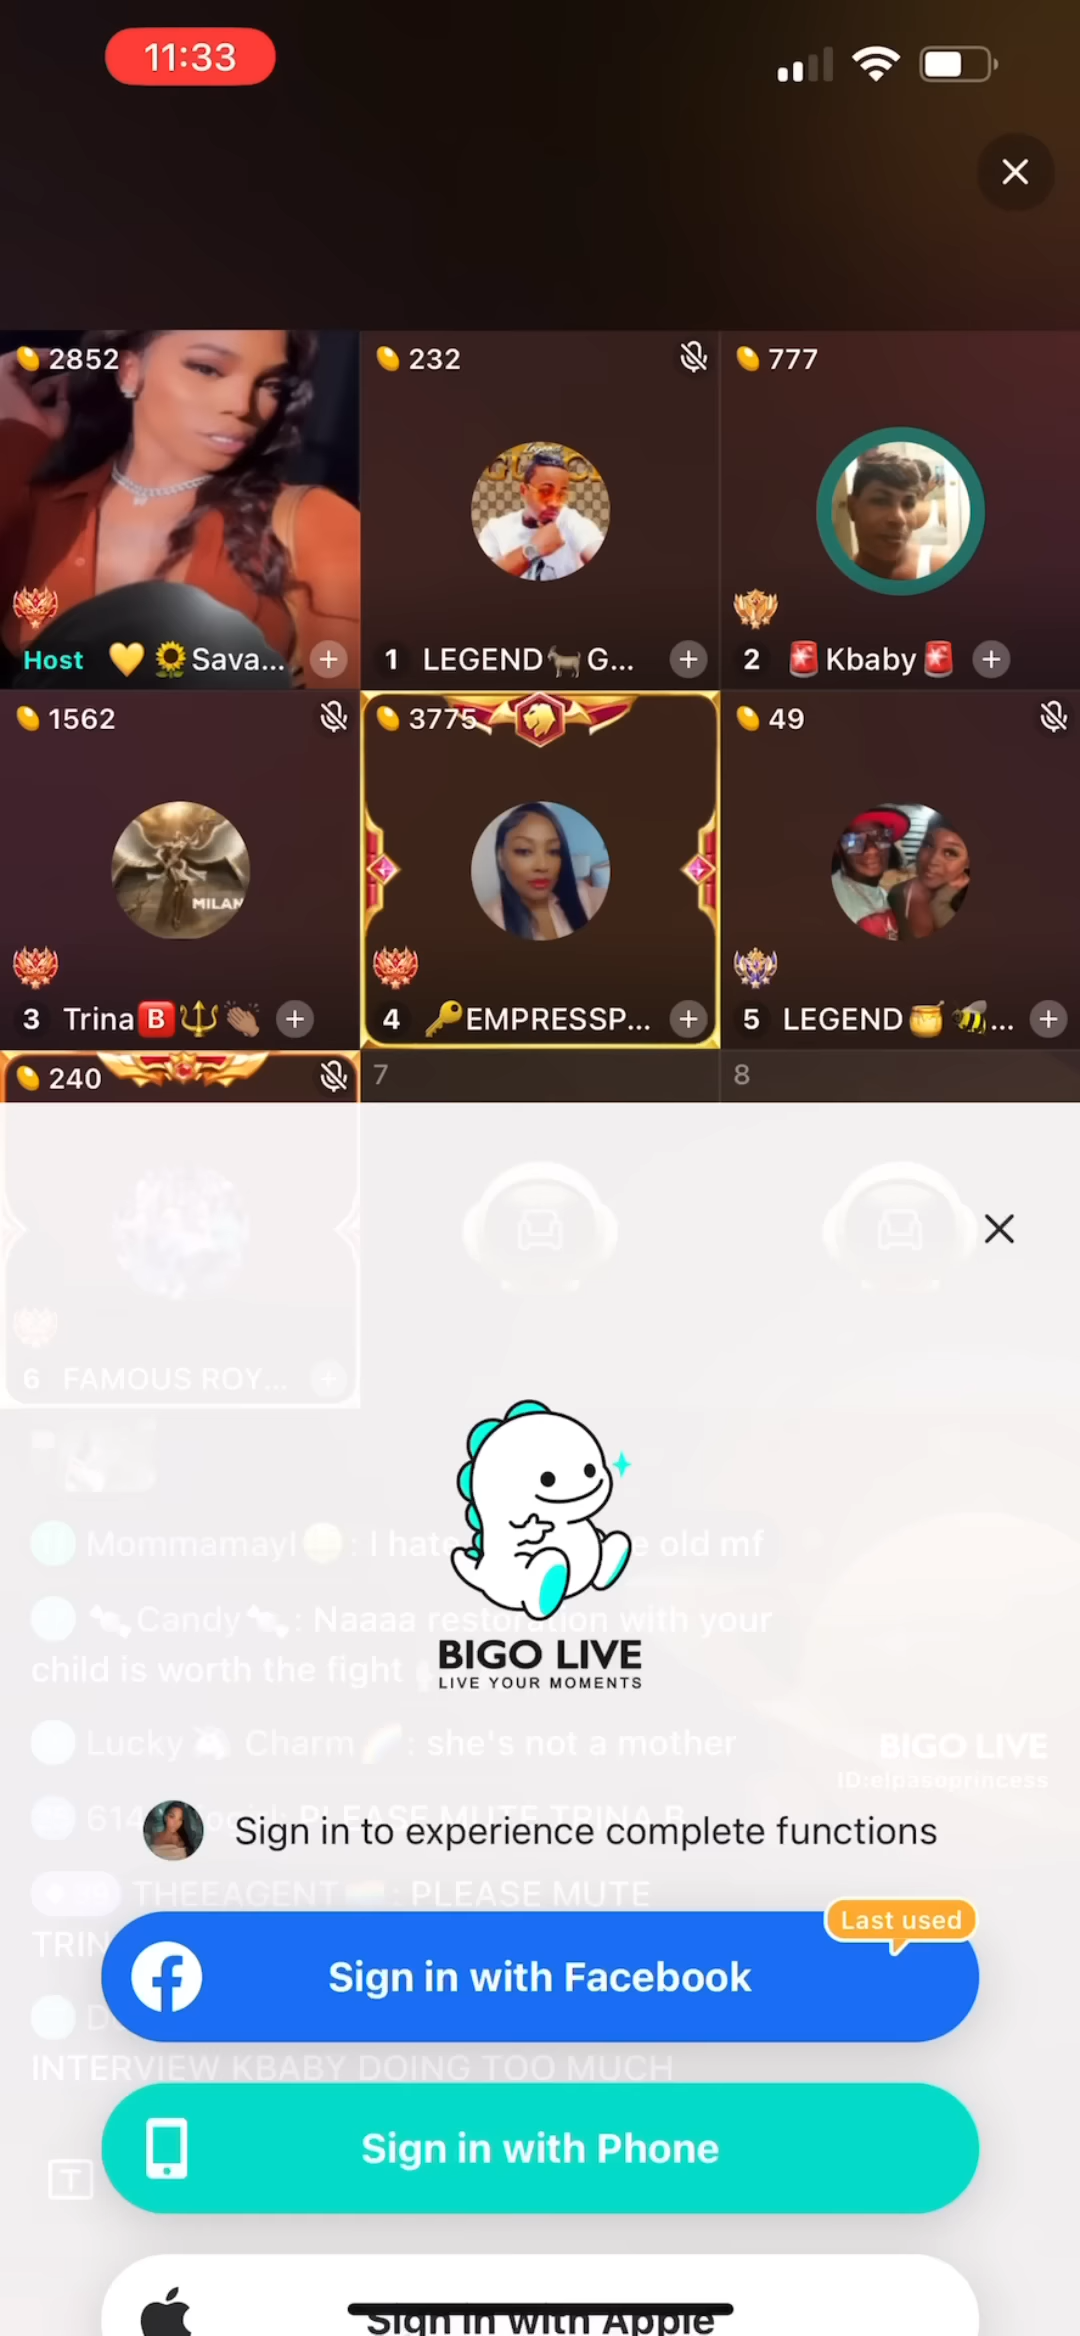 11:33
2852
232
777
Host 💛🌻Sava...
1 LEGEND🐐G...
2 🚨Kbaby🚨
1562
3775
49
MILAN
3 Trina🅱️🔱👏🏽
4 🔑EMPRESSP...
5 LEGEND🍯🐝...
240
7
8
6 FAMOUS ROY...
Mommamayl : I hate old mf
🍬Candy🍬: Naaaa restoration with your
child is worth the fight
BIGO LIVE
LIVE YOUR MOMENTS
Lucky🦄 Charm🌈: she's not a mother
BIGO LIVE
ID:elpasoprincess
614 PLEASE MUTE TRINA B
Sign in to experience complete functions
THEEAGENT🏳️‍🌈: PLEASE MUTE
TRIN
Last used
Sign in with Facebook
D
INTERVIEW KBABY DOING TOO MUCH
Sign in with Phone
T
Sign in with Apple